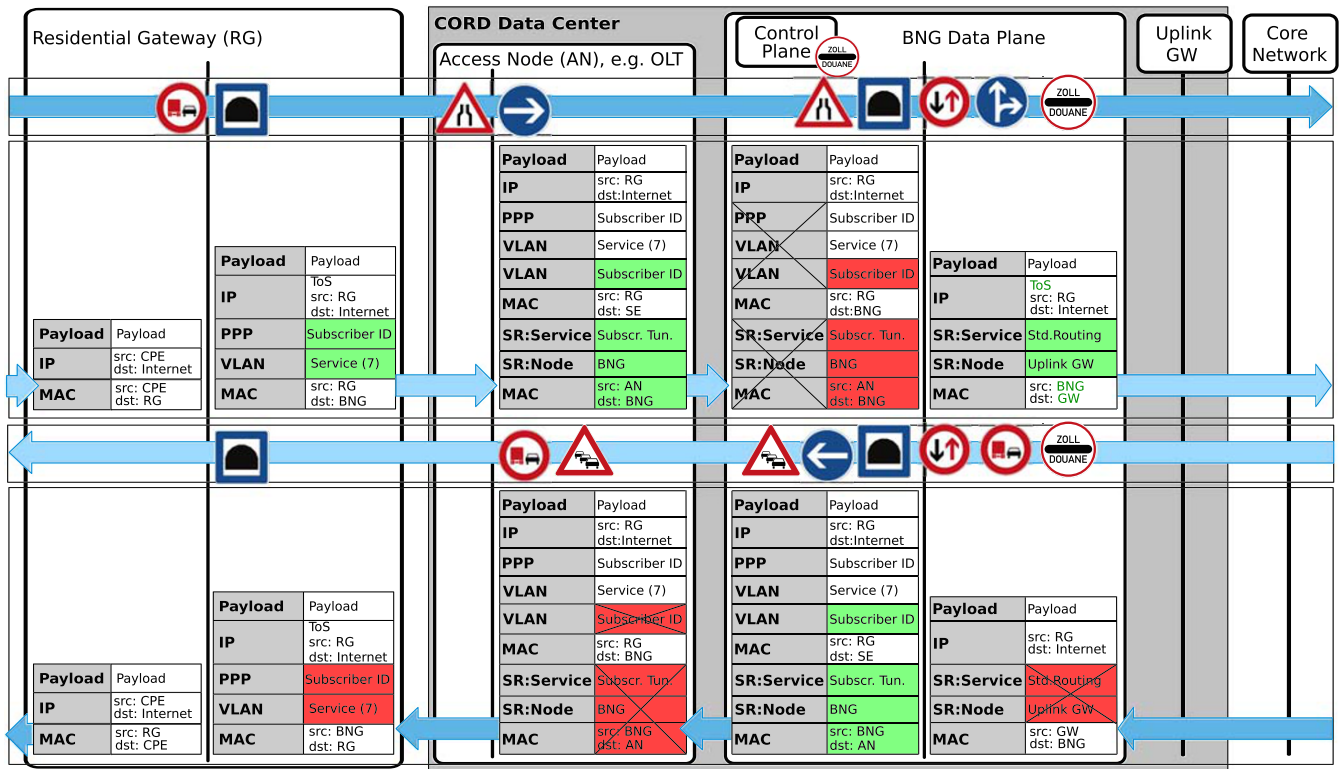 CORD Data Center
Residential Gateway (RG)
Access Node (AN), e.g. OLT
Control
Plane
ZOLL
DOUANE
BNG Data Plane
Uplink
GW
Core
Network
ZOLL
DOUANE
Payload Payload
IP src: CPE
dst: Internet
MAC src: CPE
dst: RG
Payload Payload
IP ToS
src: RG
dst: Internet
PPP Subscriber ID
VLAN Service (7)
MAC src: RG
dst: BNG
Payload Payload
IP src: RG
dst:Internet
PPP Subscriber ID
VLAN Service (7)
VLAN Subscriber ID
MAC src: RG
dst: SE
SR:Service Subscr. Tun.
SR:Node BNG
MAC src: AN
dst: BNG
Payload Payload
IP src: RG
dst:Internet
PPP Subscriber ID
VLAN Service (7)
VLAN Subscriber ID
MAC src: RG
dst:BNG
SR:Service Subscr. Tun.
SR:Node BNG
MAC src: AN
dst: BNG
Payload Payload
IP ToS
src: RG
dst: Internet
SR:Service Std.Routing
SR:Node Uplink GW
MAC src: BNG
dst: GW
ZOLL
DOUANE
Payload Payload
IP src: CPE
dst: Internet
MAC src: RG
dst: CPE
Payload Payload
IP ToS
src: RG
dst: Internet
PPP Subscriber ID
VLAN Service (7)
MAC src: BNG
dst: RG
Payload Payload
IP src: RG
dst:Internet
PPP Subscriber ID
VLAN Service (7)
VLAN Subscriber ID
MAC src: RG
dst: BNG
SR:Service Subscr. Tun.
SR:Node BNG
MAC src: BNG
dst: AN
Payload Payload
IP src: RG
dst:Internet
PPP Subscriber ID
VLAN Service (7)
VLAN Subscriber ID
MAC src: RG
dst: SE
SR:Service Subscr. Tun.
SR:Node BNG
MAC src: BNG
dst: AN
Payload Payload
IP src: RG
dst: Internet
SR:Service Std.Routing
SR:Node Uplink GW
MAC src: GW
dst: BNG